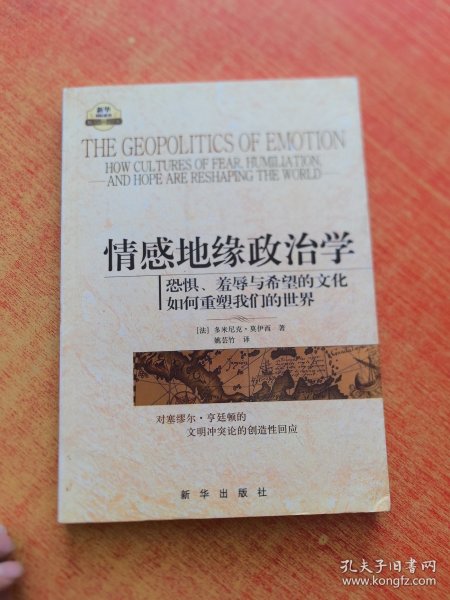 新华
THE GEOPOLITICS OF EMOTION
HOW CULTURES OF FEAR, HUMILIATION,
AND HOPE ARE RESHAPING THE WORLD
情感地缘政治学
恐惧、羞辱与希望的文化
如何重塑我们的世界
[法] 多米尼克·莫伊西 著
姚芸竹 译
对塞缪尔·亨廷顿的
文明冲突论的创造性回应
新华出版社
孔夫子旧书网
www.kongfz.com